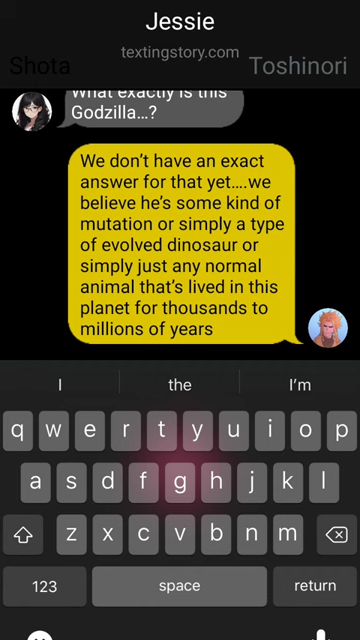 Jessie
textingstory.com
Shota
Toshinori
What exactly is this
Godzilla…?
We don’t have an exact
answer for that yet….we
believe he’s some kind of
mutation or simply a type
of evolved dinosaur or
simply just any normal
animal that’s lived in this
planet for thousands to
millions of years
I the I’m
q w e r t y u i o p
a s d f g h j k l
z x c v b n m
123 space return